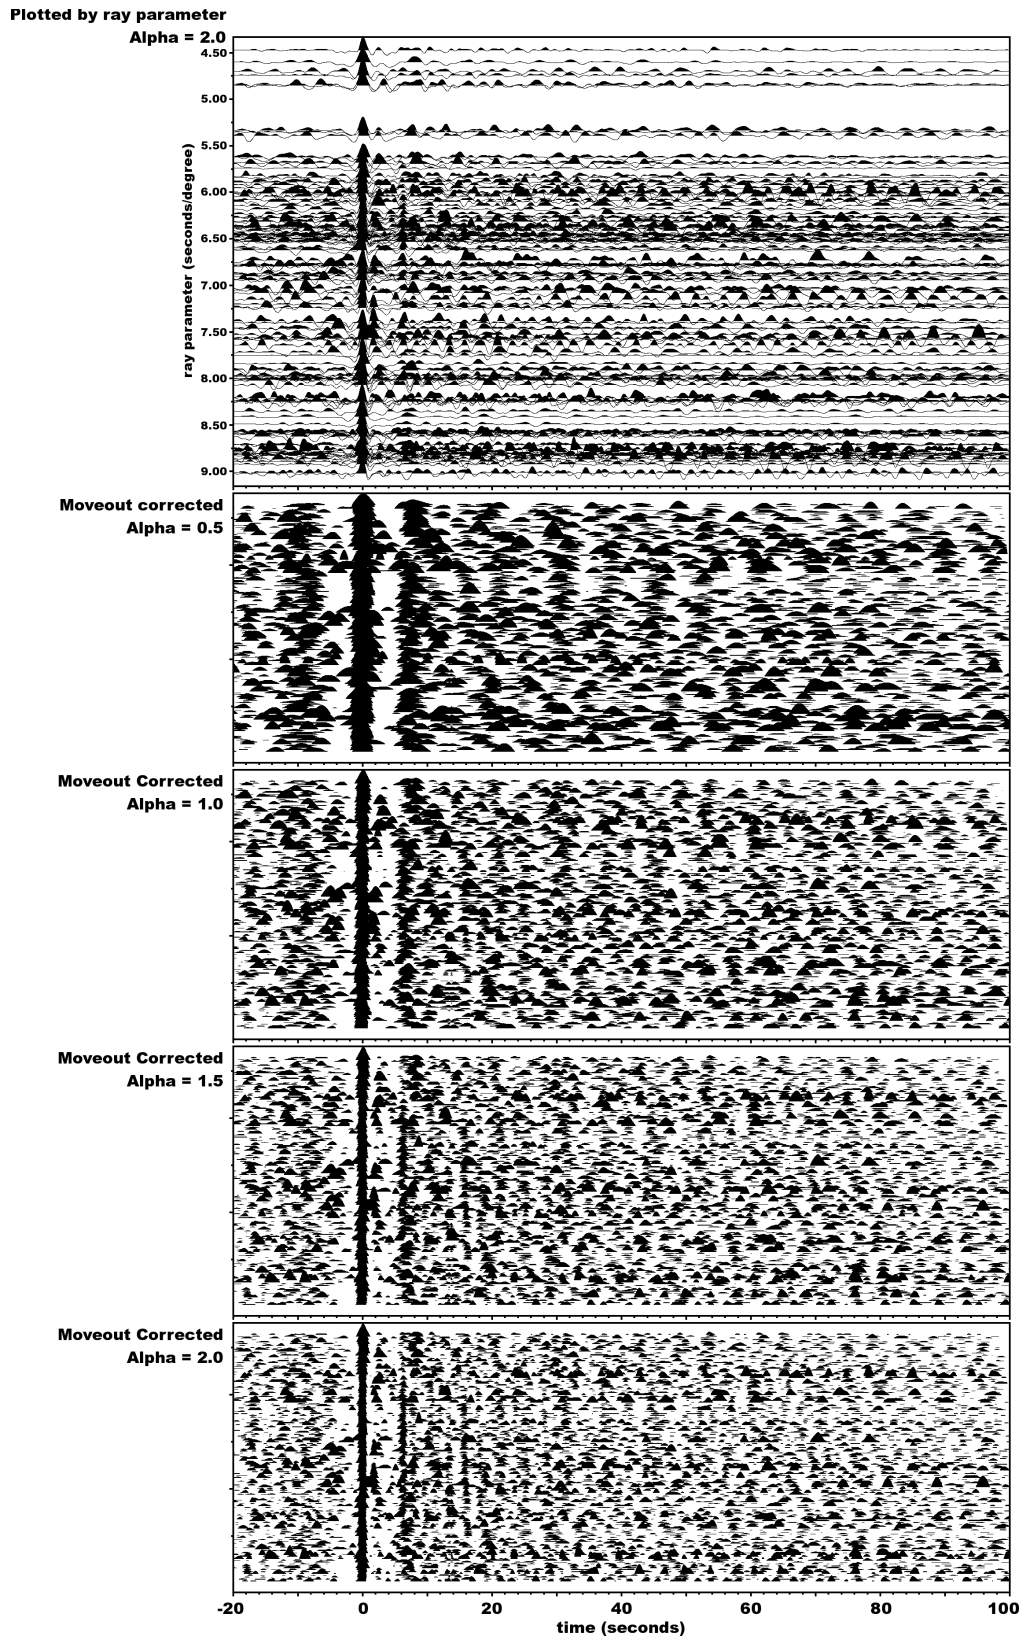 Plotted by ray parameter
Alpha = 2.0
4.50
5.00
5.50
6.00
6.50
7.00
7.50
8.00
8.50
9.00
ray parameter (seconds/degree)
Moveout corrected
Alpha = 0.5
Moveout Corrected
Alpha = 1.0
Moveout Corrected
Alpha = 1.5
Moveout Corrected
Alpha = 2.0
-20 0 20 40 60 80 100
time (seconds)